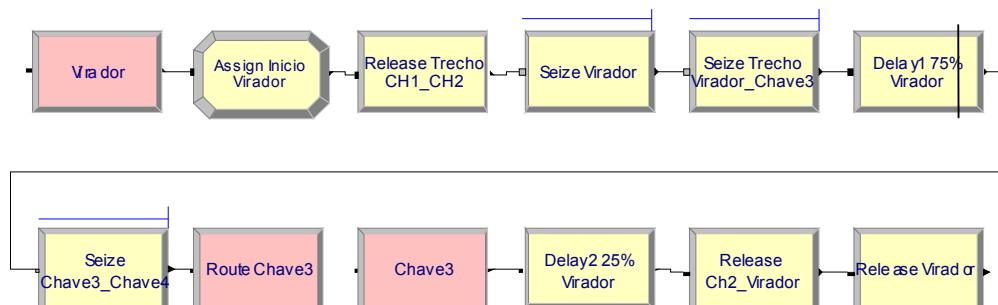 Virador
Assign Inicio
Virador
Release Trecho
CH1_CH2
Seize Virador
Seize Trecho
Virador_Chave3
Delay1 75%
Virador
Seize
Chave3_Chave4
Route Chave3
Chave3
Delay2 25%
Virador
Release
Ch2_Virador
Release Virador